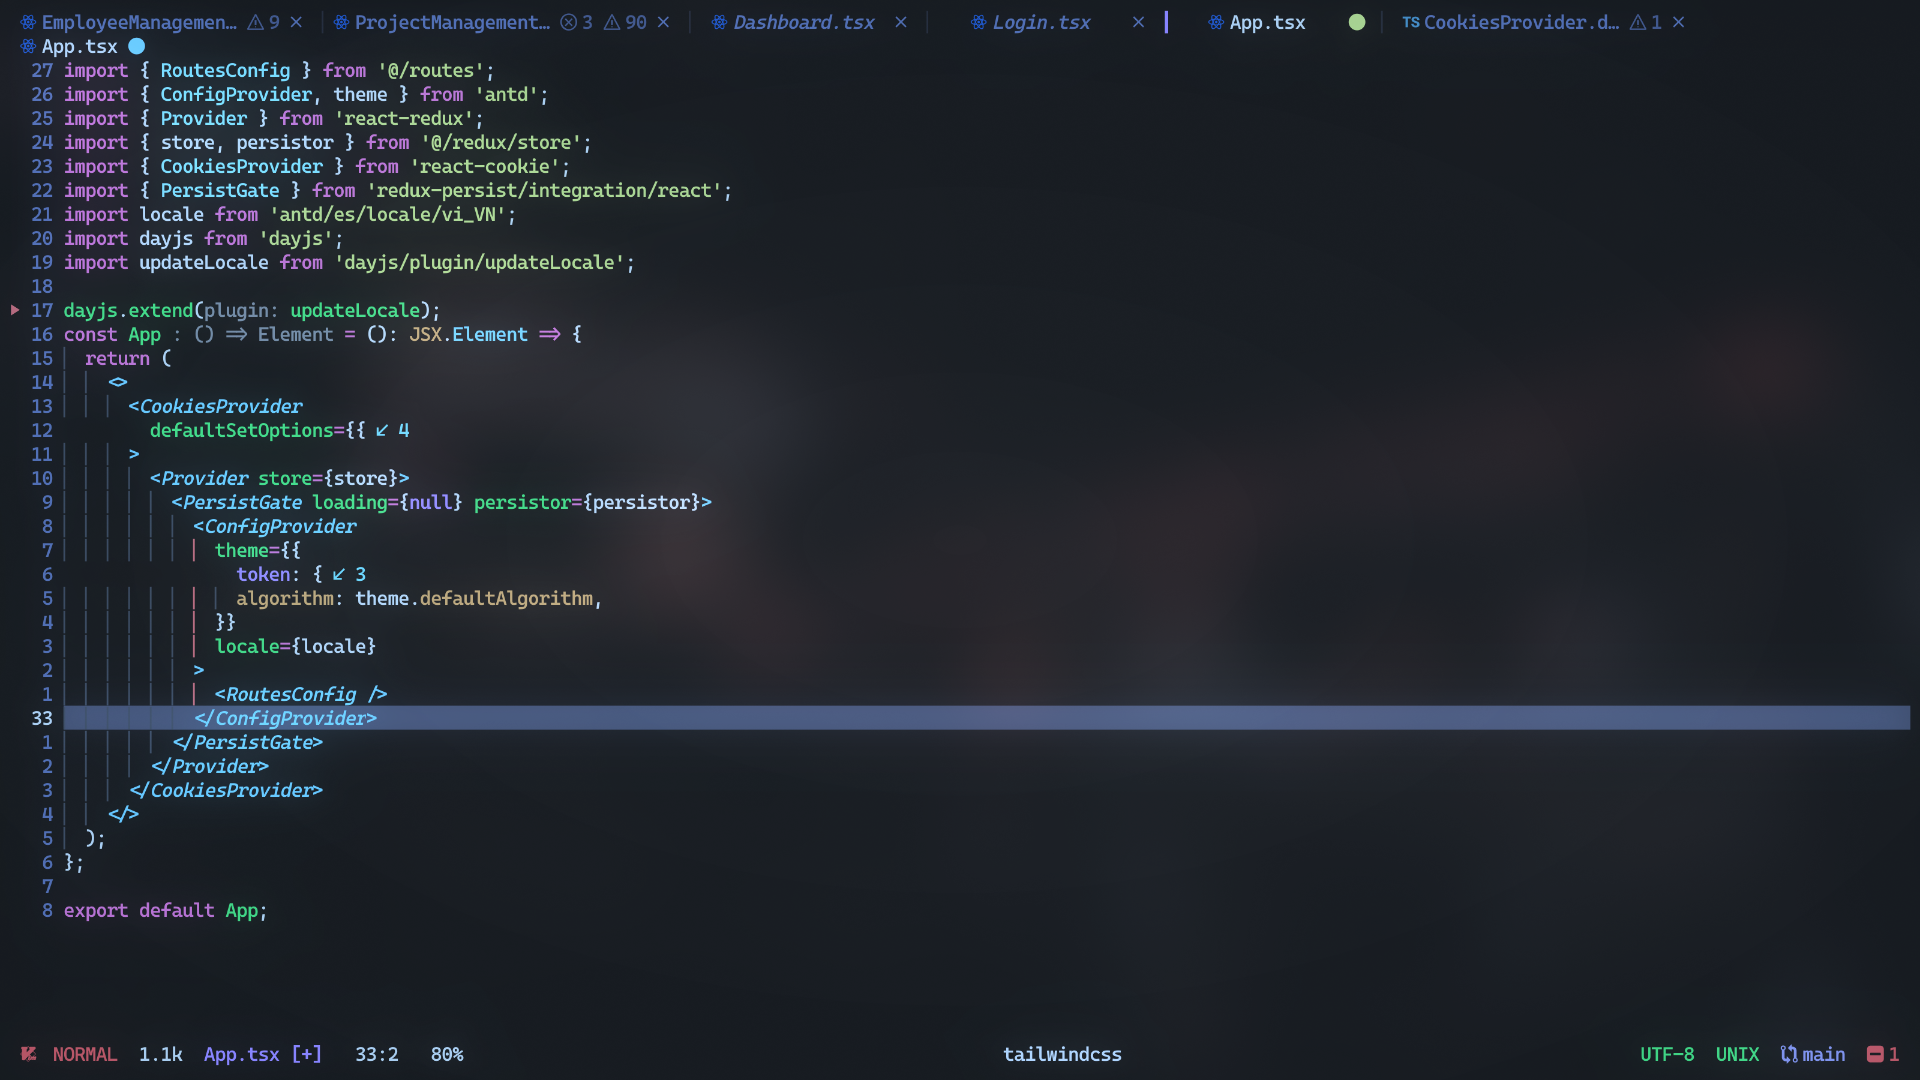 EmployeeManagemen… 9 × ProjectManagement… 3 90 × Dashboard.tsx × Login.tsx × App.tsx TS CookiesProvider.d… 1 ×
App.tsx
27 import { RoutesConfig } from '@/routes';
26 import { ConfigProvider, theme } from 'antd';
25 import { Provider } from 'react-redux';
24 import { store, persistor } from '@/redux/store';
23 import { CookiesProvider } from 'react-cookie';
22 import { PersistGate } from 'redux-persist/integration/react';
21 import locale from 'antd/es/locale/vi_VN';
20 import dayjs from 'dayjs';
19 import updateLocale from 'dayjs/plugin/updateLocale';
18
17 dayjs.extend(plugin: updateLocale);
16 const App : () => Element = (): JSX.Element => {
15 return (
14 <>
13 <CookiesProvider
12 defaultSetOptions={{ ↙ 4
11 >
10 <Provider store={store}>
9 <PersistGate loading={null} persistor={persistor}>
8 <ConfigProvider
7 theme={{
6 token: { ↙ 3
5 algorithm: theme.defaultAlgorithm,
4 }}
3 locale={locale}
2 >
1 <RoutesConfig />
33 </ConfigProvider>
1 </PersistGate>
2 </Provider>
3 </CookiesProvider>
4 </>
5 );
6 };
7
8 export default App;
NORMAL 1.1k App.tsx [+] 33:2 80% tailwindcss UTF-8 UNIX main 1